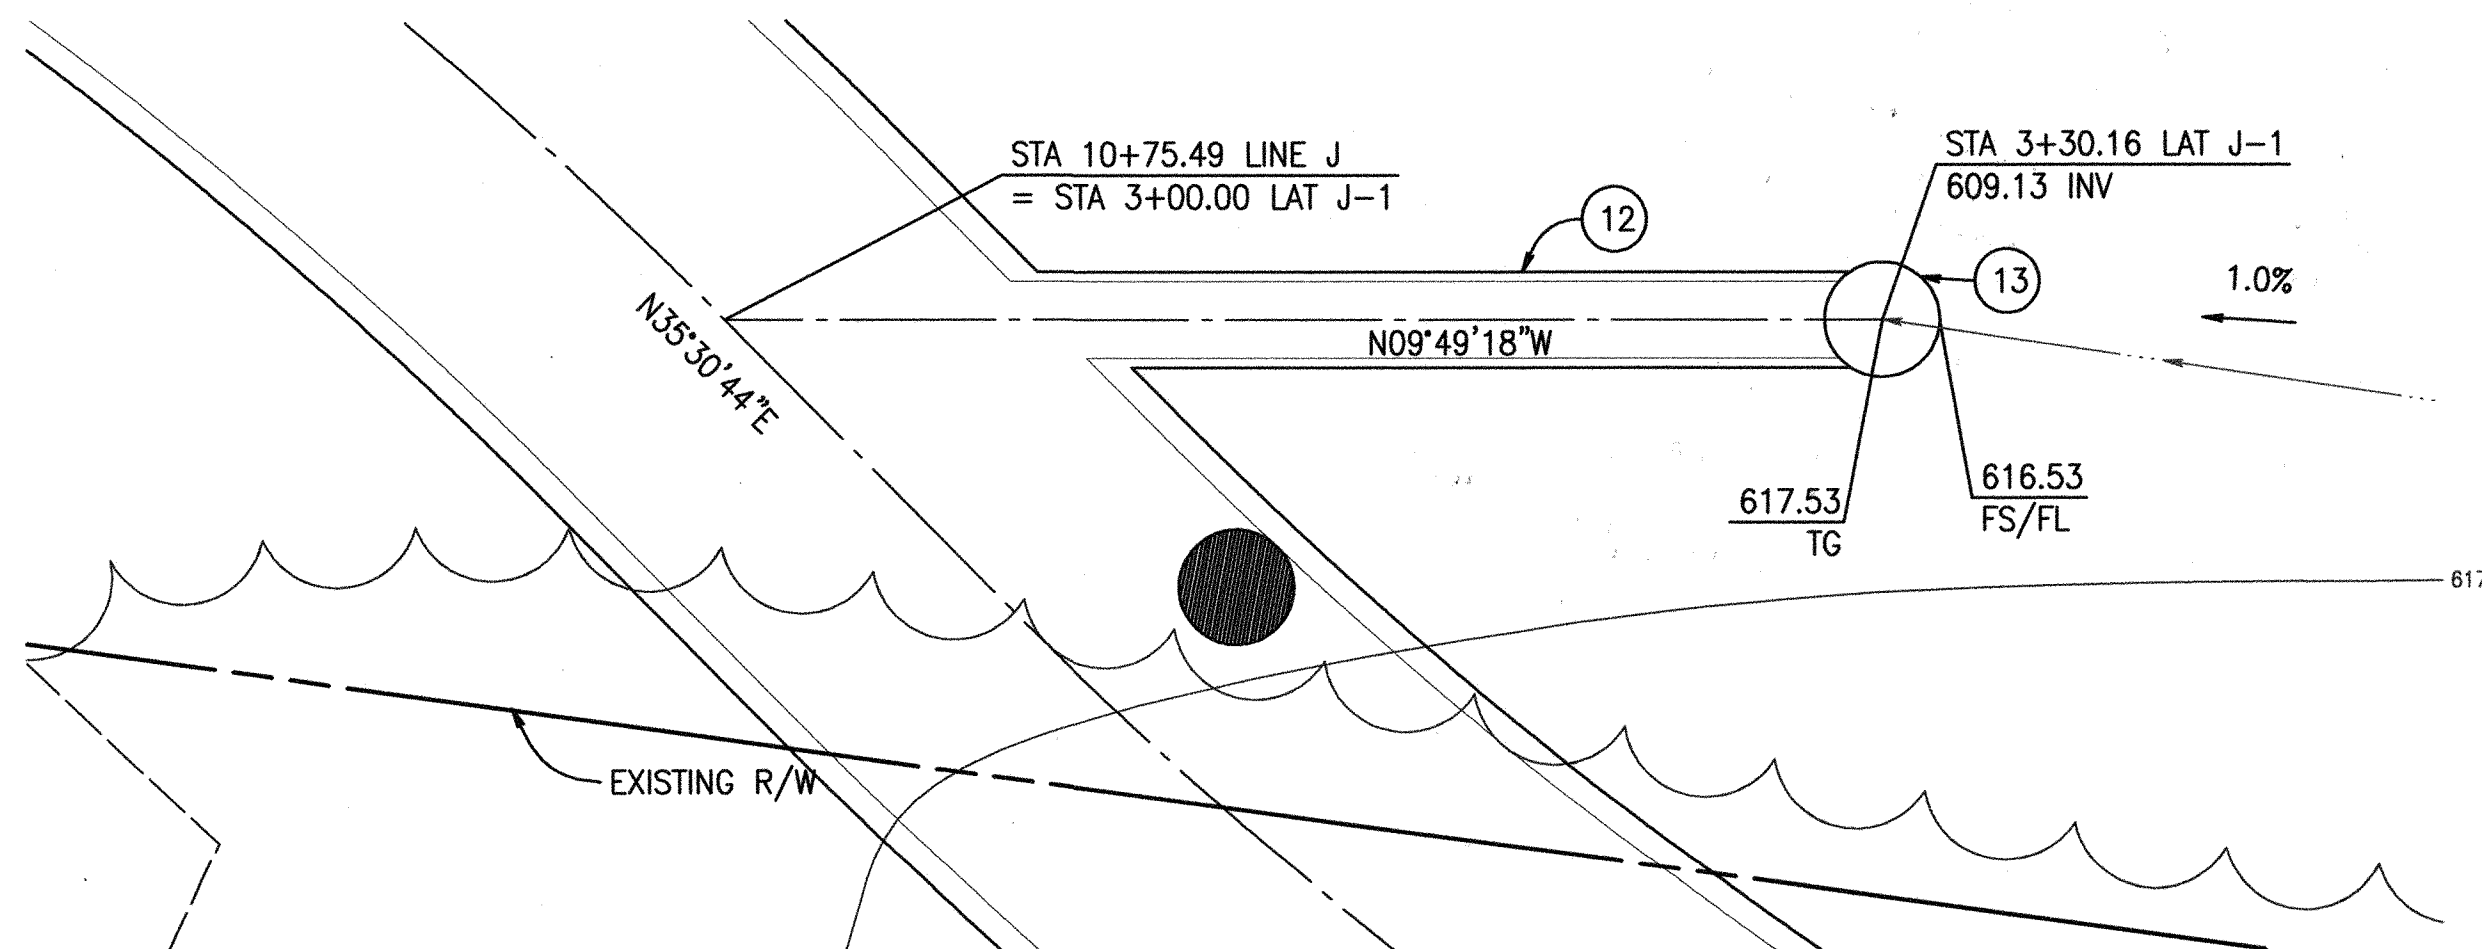 STA 10+75.49 LINE J
= STA 3+00.00 LAT J-1
12
STA 3+30.16 LAT J-1
609.13 INV
13
1.0%
N35°30'44"E
N09°49'18"W
617.53
TG
616.53
FS/FL
617
EXISTING R/W